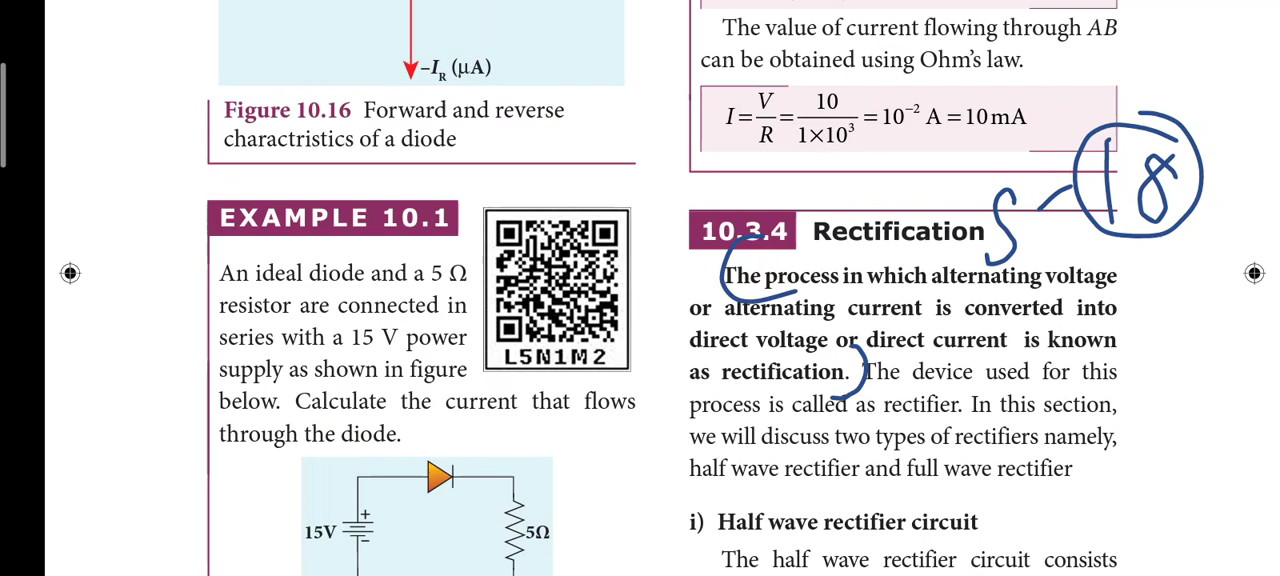 –I_R (μA)
Figure 10.16 Forward and reverse
charactristics of a diode
EXAMPLE 10.1
An ideal diode and a 5 Ω
resistor are connected in
series with a 15 V power
supply as shown in figure
below. Calculate the current that flows
through the diode.
L5N1M2
15V
+
–
5Ω
The value of current flowing through AB
can be obtained using Ohm's law.
I = V/R = 10/(1×10³) = 10⁻² A = 10 mA
S - 18
10.3.4 Rectification
The process in which alternating voltage
or alternating current is converted into
direct voltage or direct current is known
as rectification. The device used for this
process is called as rectifier. In this section,
we will discuss two types of rectifiers namely,
half wave rectifier and full wave rectifier
i) Half wave rectifier circuit
The half wave rectifier circuit consists